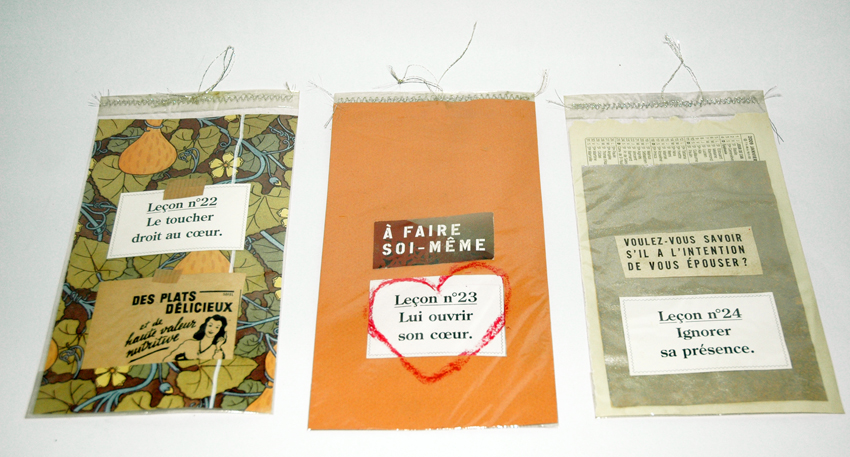 Leçon n°22
Le toucher
droit au cœur.
DES PLATS
DÉLICIEUX
et de
haute valeur
nutritive
À FAIRE
SOI-MÊME
Leçon n°23
Lui ouvrir
son cœur.
VOULEZ-VOUS SAVOIR
S'IL A L'INTENTION
DE VOUS ÉPOUSER?
Leçon n°24
Ignorer
sa présence.